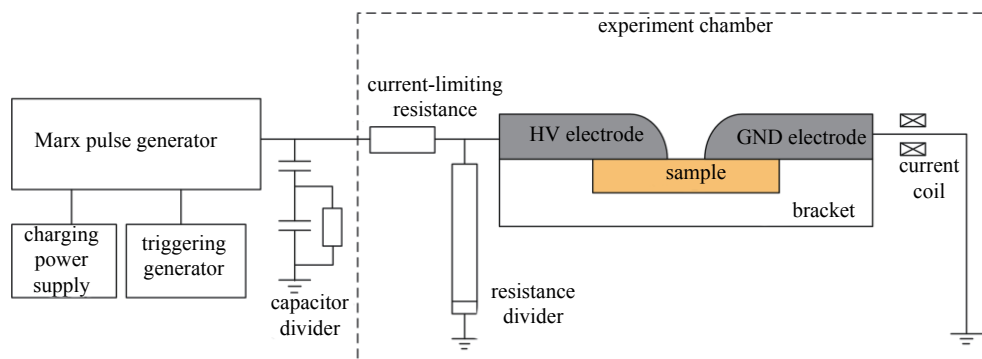 experiment chamber
current-limiting
resistance
Marx pulse generator
HV electrode
GND electrode
sample
current
coil
bracket
charging
power
supply
triggering
generator
capacitor
divider
resistance
divider